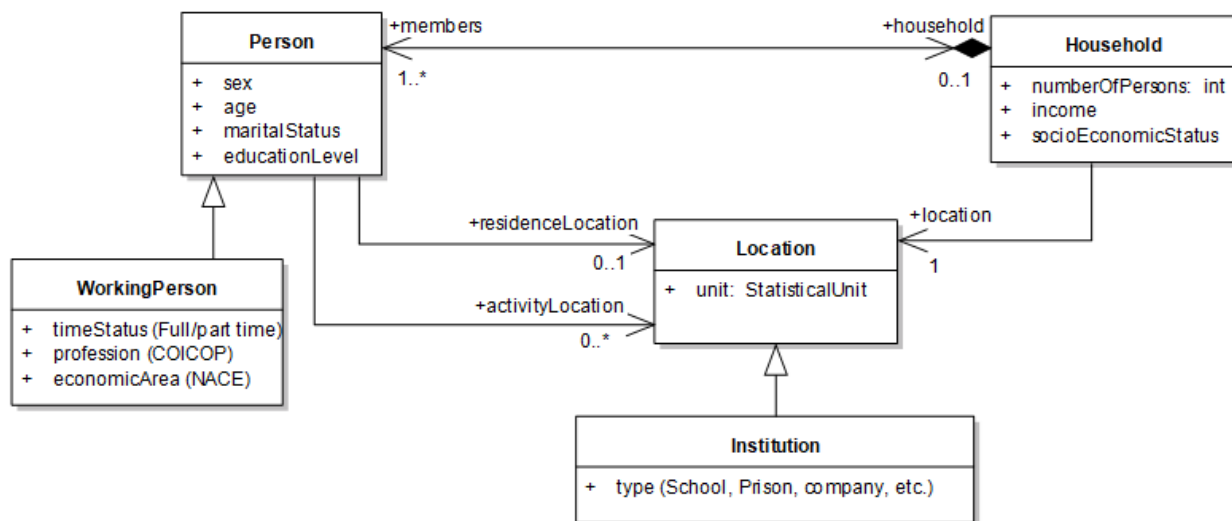 Person
+ sex
+ age
+ maritalStatus
+ educationLevel
+members
1..*
+household
0..1
Household
+ numberOfPersons: int
+ income
+ socioEconomicStatus
+residenceLocation
0..1
+activityLocation
0..*
Location
+ unit: StatisticalUnit
+location
1
WorkingPerson
+ timeStatus (Full/part time)
+ profession (COICOP)
+ economicArea (NACE)
Institution
+ type (School, Prison, company, etc.)